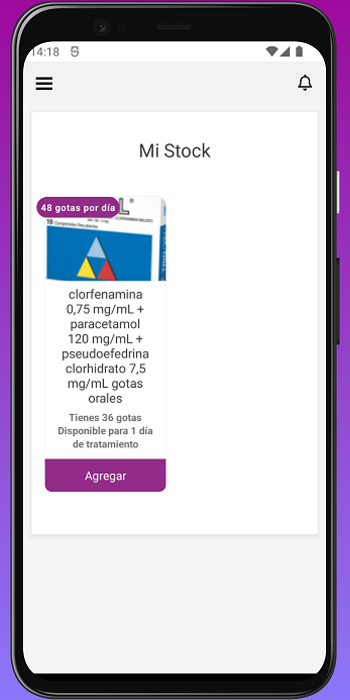 14:18
Mi Stock
48 gotas por día
L
10 Comprimidos Recubiertos
clorfenamina
0,75 mg/mL +
paracetamol
120 mg/mL +
pseudoefedrina
clorhidrato 7,5
mg/mL gotas
orales
Tienes 36 gotas
Disponible para 1 día
de tratamiento
Agregar